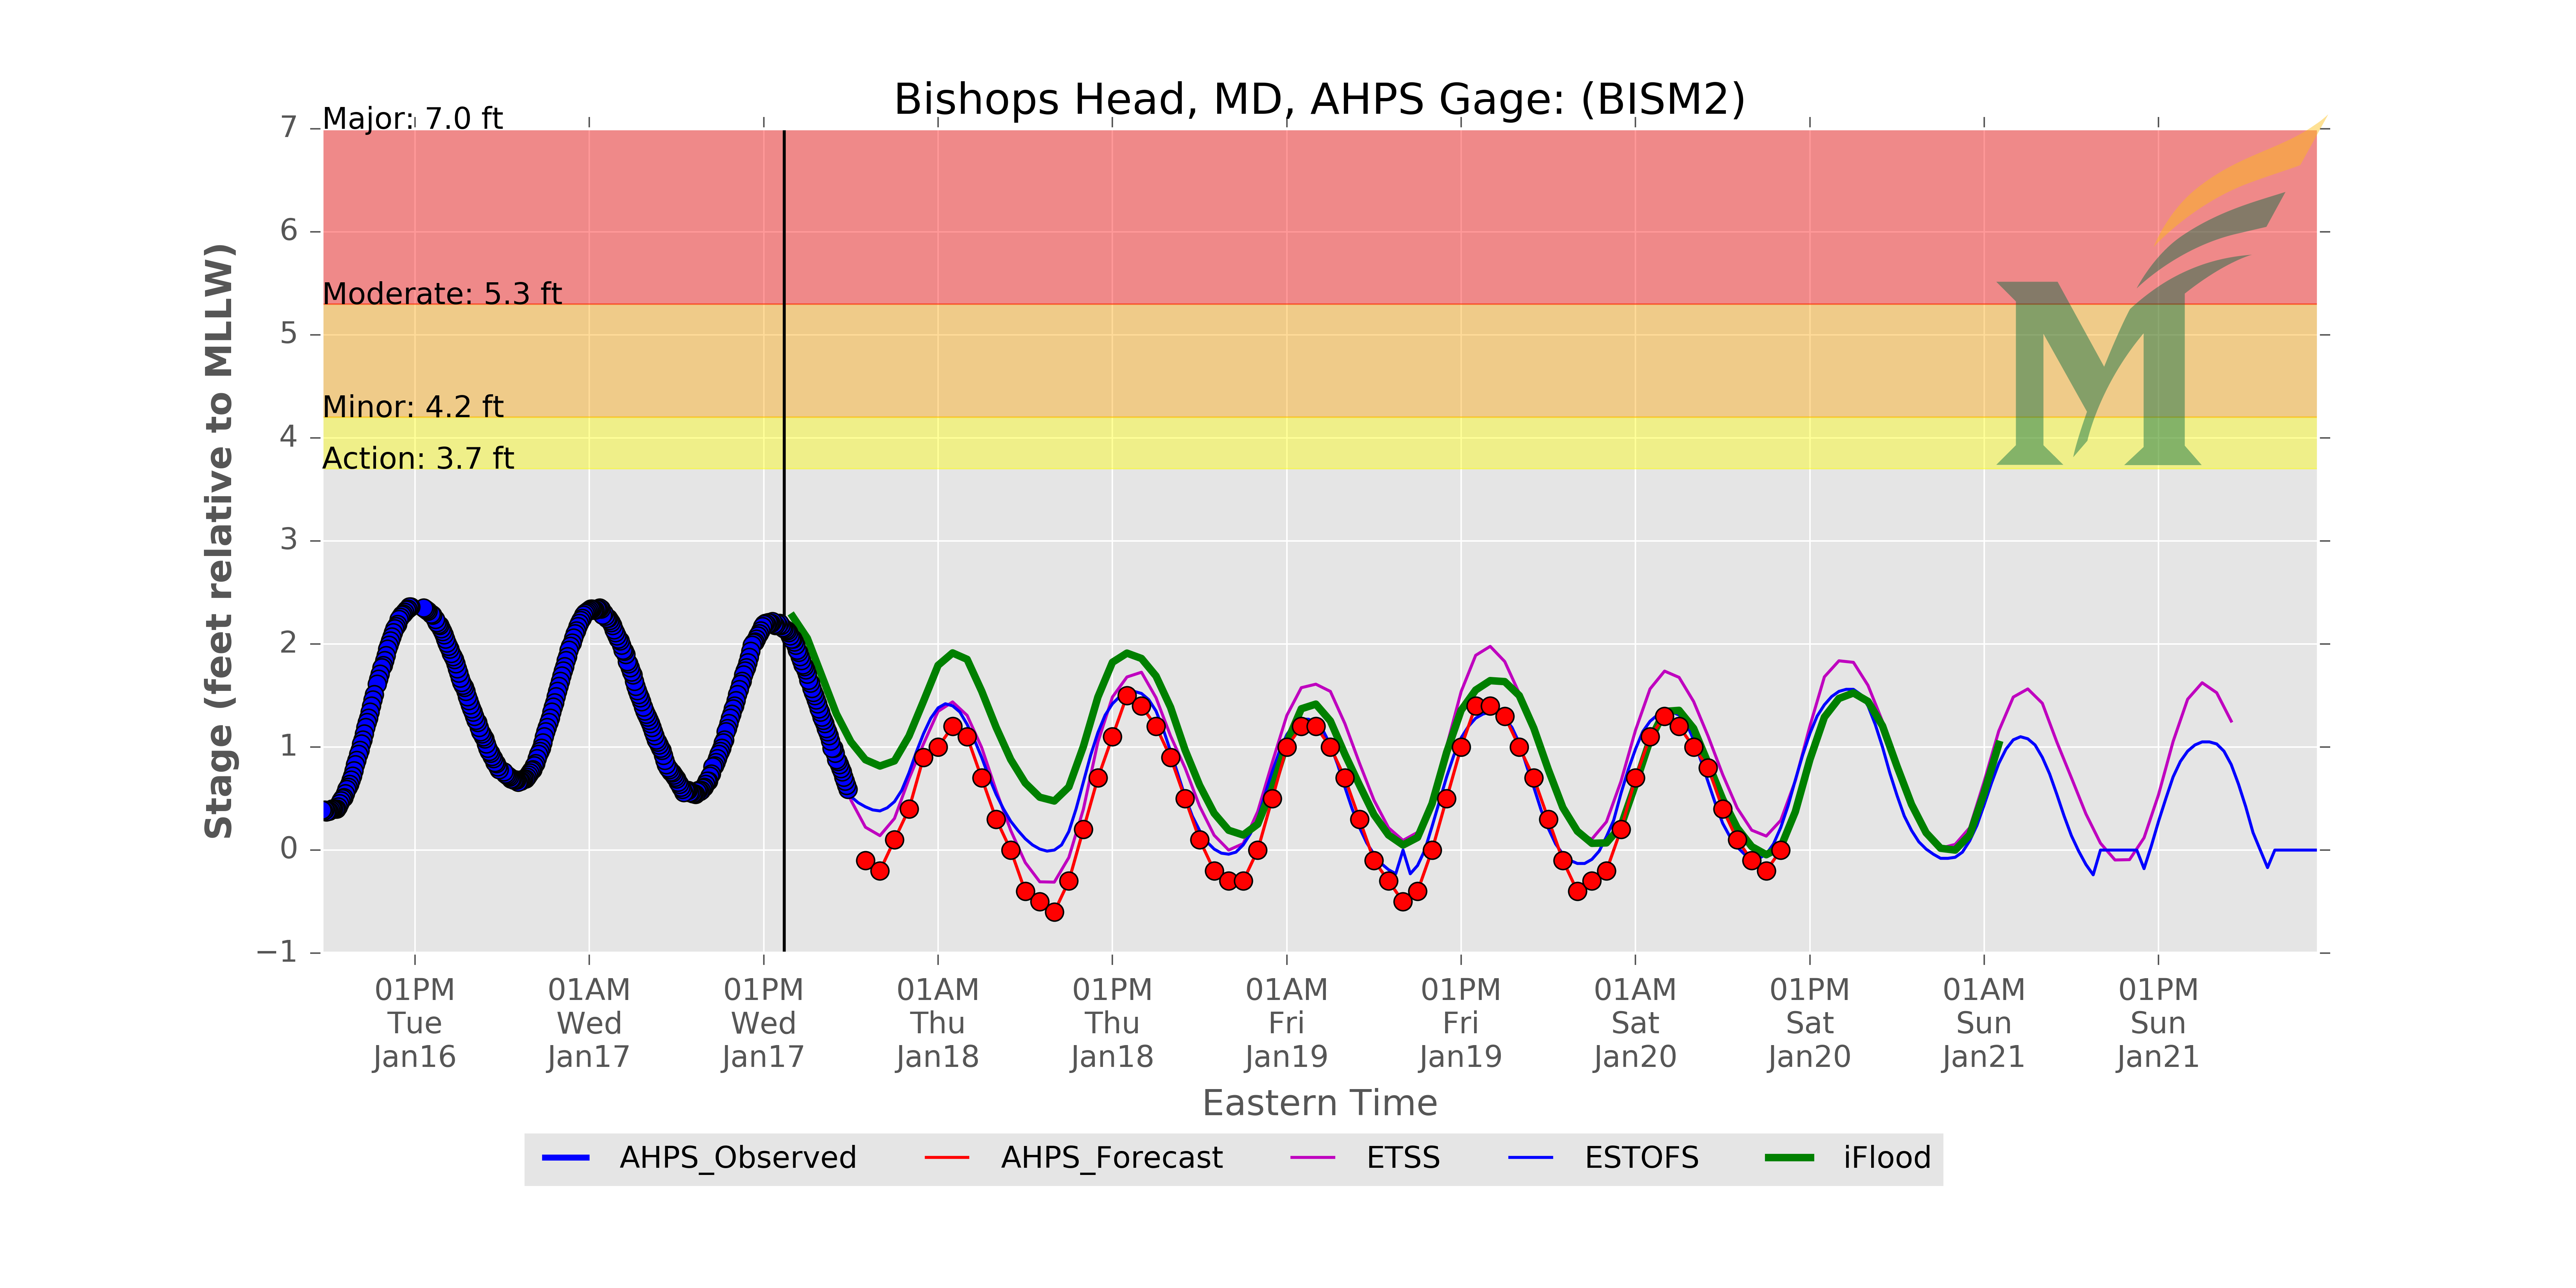 Bishops Head, MD, AHPS Gage: (BISM2)
Major: 7.0 ft
Moderate: 5.3 ft
Minor: 4.2 ft
Action: 3.7 ft
Stage (feet relative to MLLW)
7
6
5
4
3
2
1
0
−1
01PM 01AM 01PM 01AM 01PM 01AM 01PM 01AM 01PM 01AM 01PM
Tue Wed Wed Thu Thu Fri Fri Sat Sat Sun Sun
Jan16 Jan17 Jan17 Jan18 Jan18 Jan19 Jan19 Jan20 Jan20 Jan21 Jan21
Eastern Time
AHPS_Observed AHPS_Forecast ETSS ESTOFS iFlood
M